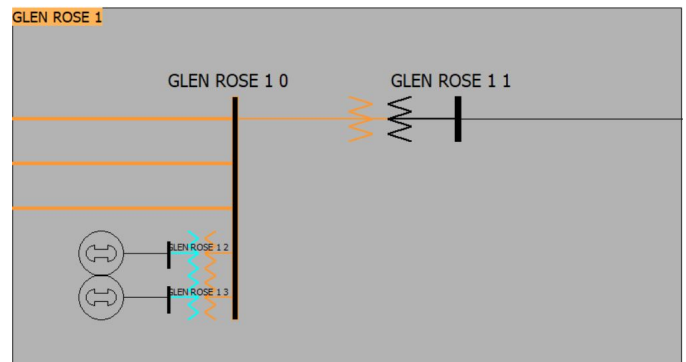 GLEN ROSE 1
GLEN ROSE 1 0
GLEN ROSE 1 1
GLEN ROSE 1 2
GLEN ROSE 1 3